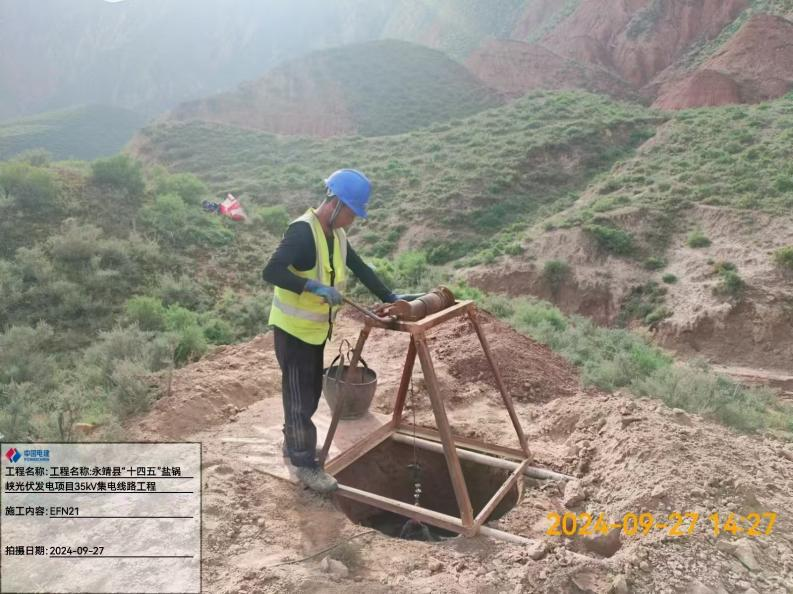 中国电建
POWERCHINA
工程名称: 工程名称:永靖县“十四五”盐锅
峡光伏发电项目35kV集电线路工程
施工内容: EFN21
拍摄日期: 2024-09-27
2024-09-27 14:27